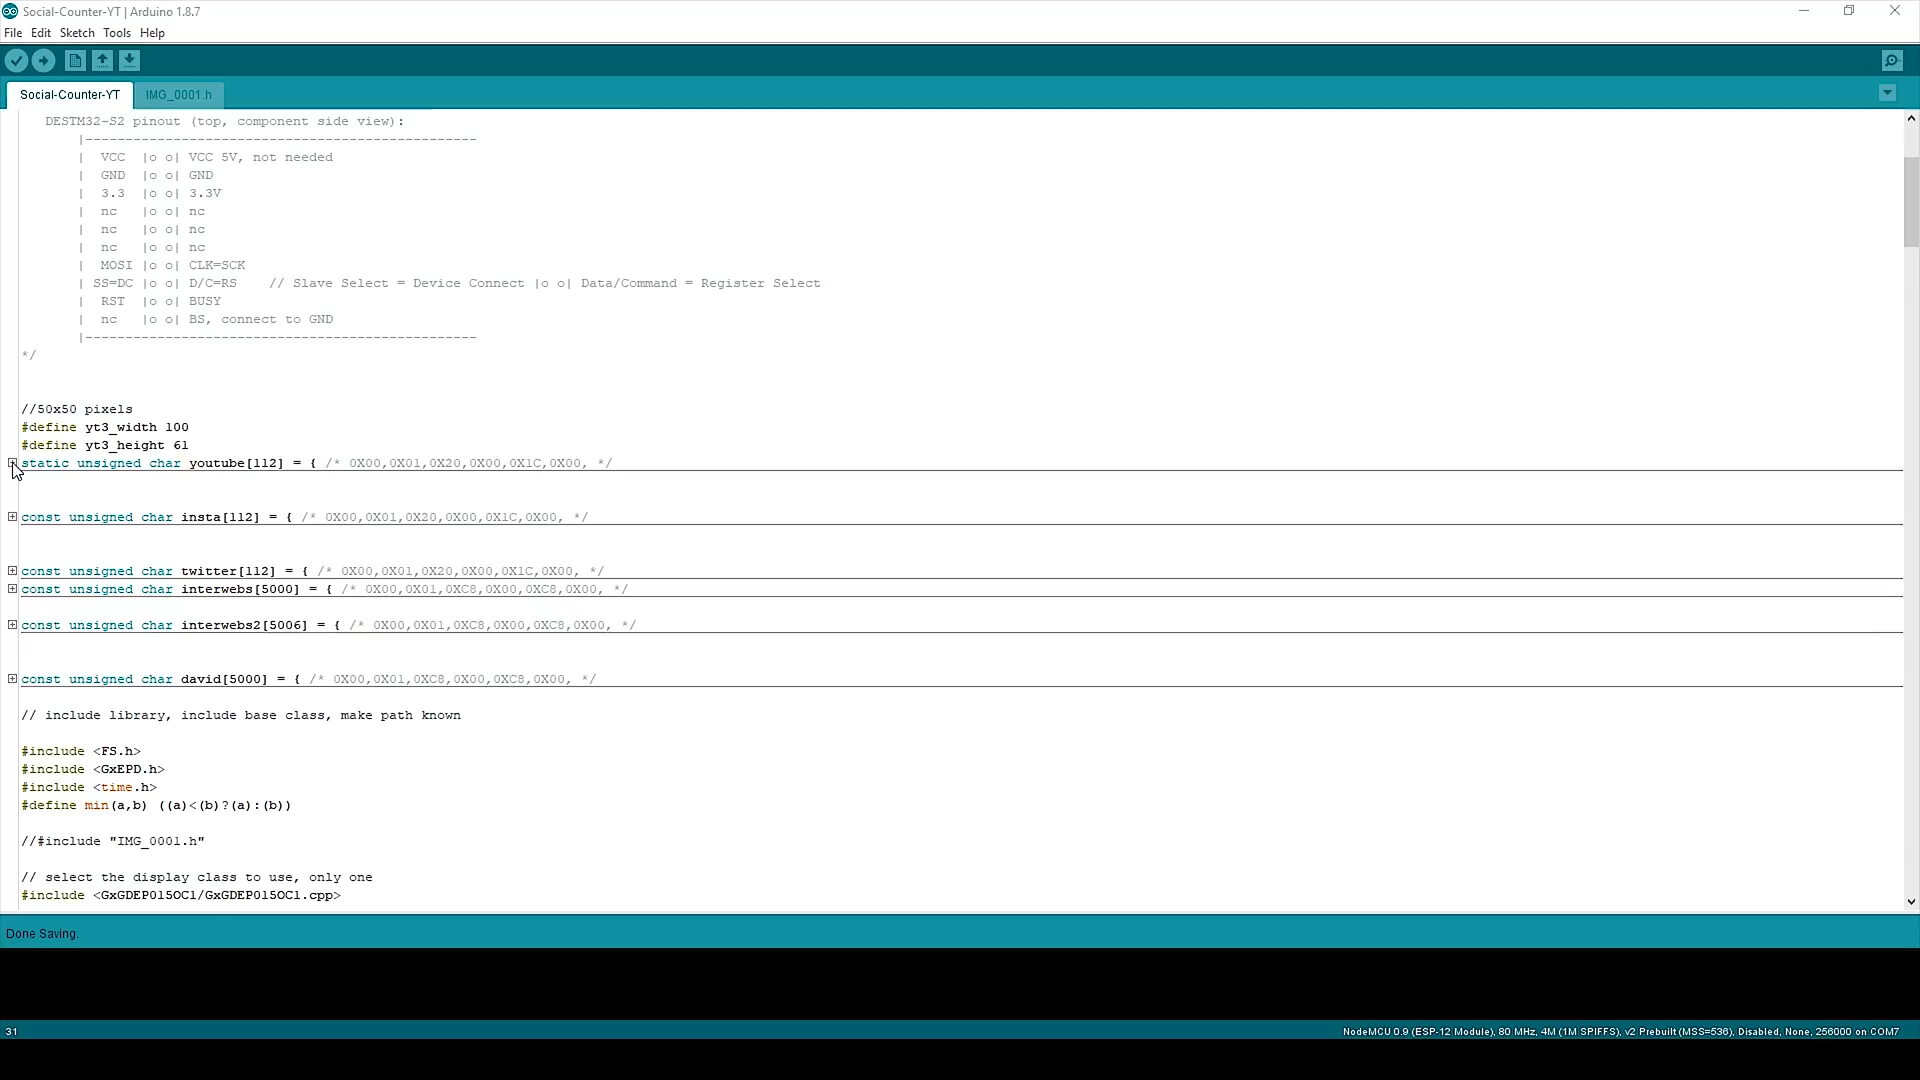 Social-Counter-YT | Arduino 1.8.7
File Edit Sketch Tools Help
Social-Counter-YT IMG_0001.h
DESTM32-S2 pinout (top, component side view):
|-------------------------------------------------
| VCC |o o| VCC 5V, not needed
| GND |o o| GND
| 3.3 |o o| 3.3V
| nc |o o| nc
| nc |o o| nc
| nc |o o| nc
| MOSI |o o| CLK=SCK
| SS=DC |o o| D/C=RS // Slave Select = Device Connect |o o| Data/Command = Register Select
| RST |o o| BUSY
| nc |o o| BS, connect to GND
|-------------------------------------------------
*/
//50x50 pixels
#define yt3_width 100
#define yt3_height 61
static unsigned char youtube[112] = { /* 0X00,0X01,0X20,0X00,0X1C,0X00, */
const unsigned char insta[112] = { /* 0X00,0X01,0X20,0X00,0X1C,0X00, */
const unsigned char twitter[112] = { /* 0X00,0X01,0X20,0X00,0X1C,0X00, */
const unsigned char interwebs[5000] = { /* 0X00,0X01,0XC8,0X00,0XC8,0X00, */
const unsigned char interwebs2[5006] = { /* 0X00,0X01,0XC8,0X00,0XC8,0X00, */
const unsigned char david[5000] = { /* 0X00,0X01,0XC8,0X00,0XC8,0X00, */
// include library, include base class, make path known
#include <FS.h>
#include <GxEPD.h>
#include <time.h>
#define min(a,b) ((a)<(b)?(a):(b))
//#include "IMG_0001.h"
// select the display class to use, only one
#include <GxGDEP015OC1/GxGDEP015OC1.cpp>
Done Saving.
31 NodeMCU 0.9 (ESP-12 Module), 80 MHz, 4M (1M SPIFFS), v2 Prebuilt (MSS=536), Disabled, None, 256000 on COM7